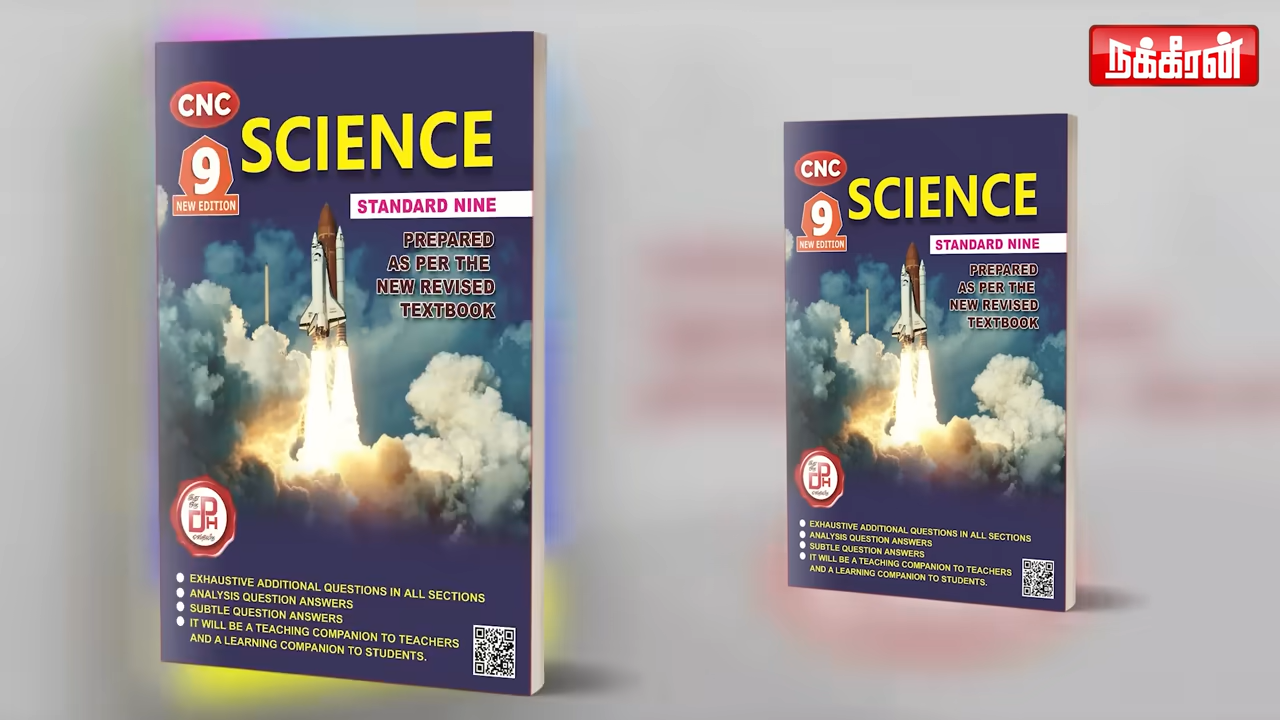 நக்கீரன்
CNC
9
NEW EDITION
SCIENCE
STANDARD NINE
PREPARED
AS PER THE
NEW REVISED
TEXTBOOK
EXHAUSTIVE ADDITIONAL QUESTIONS IN ALL SECTIONS
ANALYSIS QUESTION ANSWERS
SUBTLE QUESTION ANSWERS
IT WILL BE A TEACHING COMPANION TO TEACHERS
AND A LEARNING COMPANION TO STUDENTS.
CNC
9
NEW EDITION
SCIENCE
STANDARD NINE
PREPARED
AS PER THE
NEW REVISED
TEXTBOOK
EXHAUSTIVE ADDITIONAL QUESTIONS IN ALL SECTIONS
ANALYSIS QUESTION ANSWERS
SUBTLE QUESTION ANSWERS
IT WILL BE A TEACHING COMPANION TO TEACHERS
AND A LEARNING COMPANION TO STUDENTS.